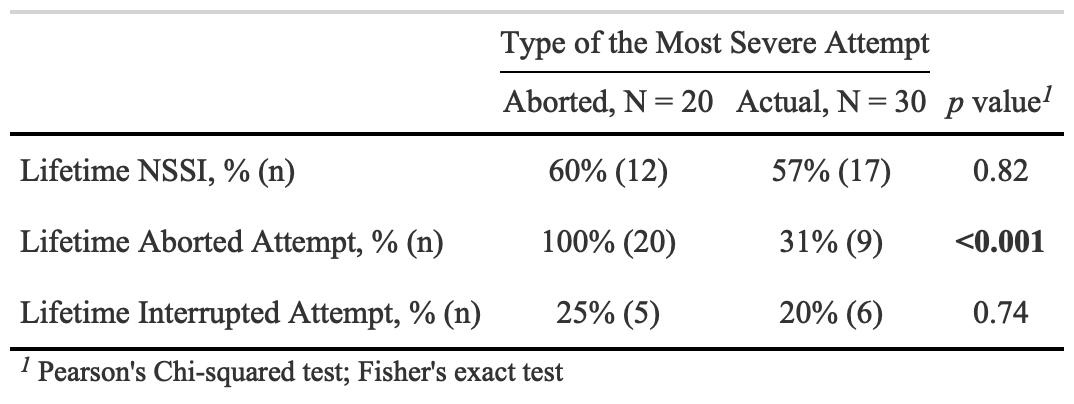 Type of the Most Severe Attempt
Aborted, N = 20 Actual, N = 30 p value1
Lifetime NSSI, % (n) 60% (12) 57% (17) 0.82
Lifetime Aborted Attempt, % (n) 100% (20) 31% (9) <0.001
Lifetime Interrupted Attempt, % (n) 25% (5) 20% (6) 0.74
1 Pearson's Chi-squared test; Fisher's exact test